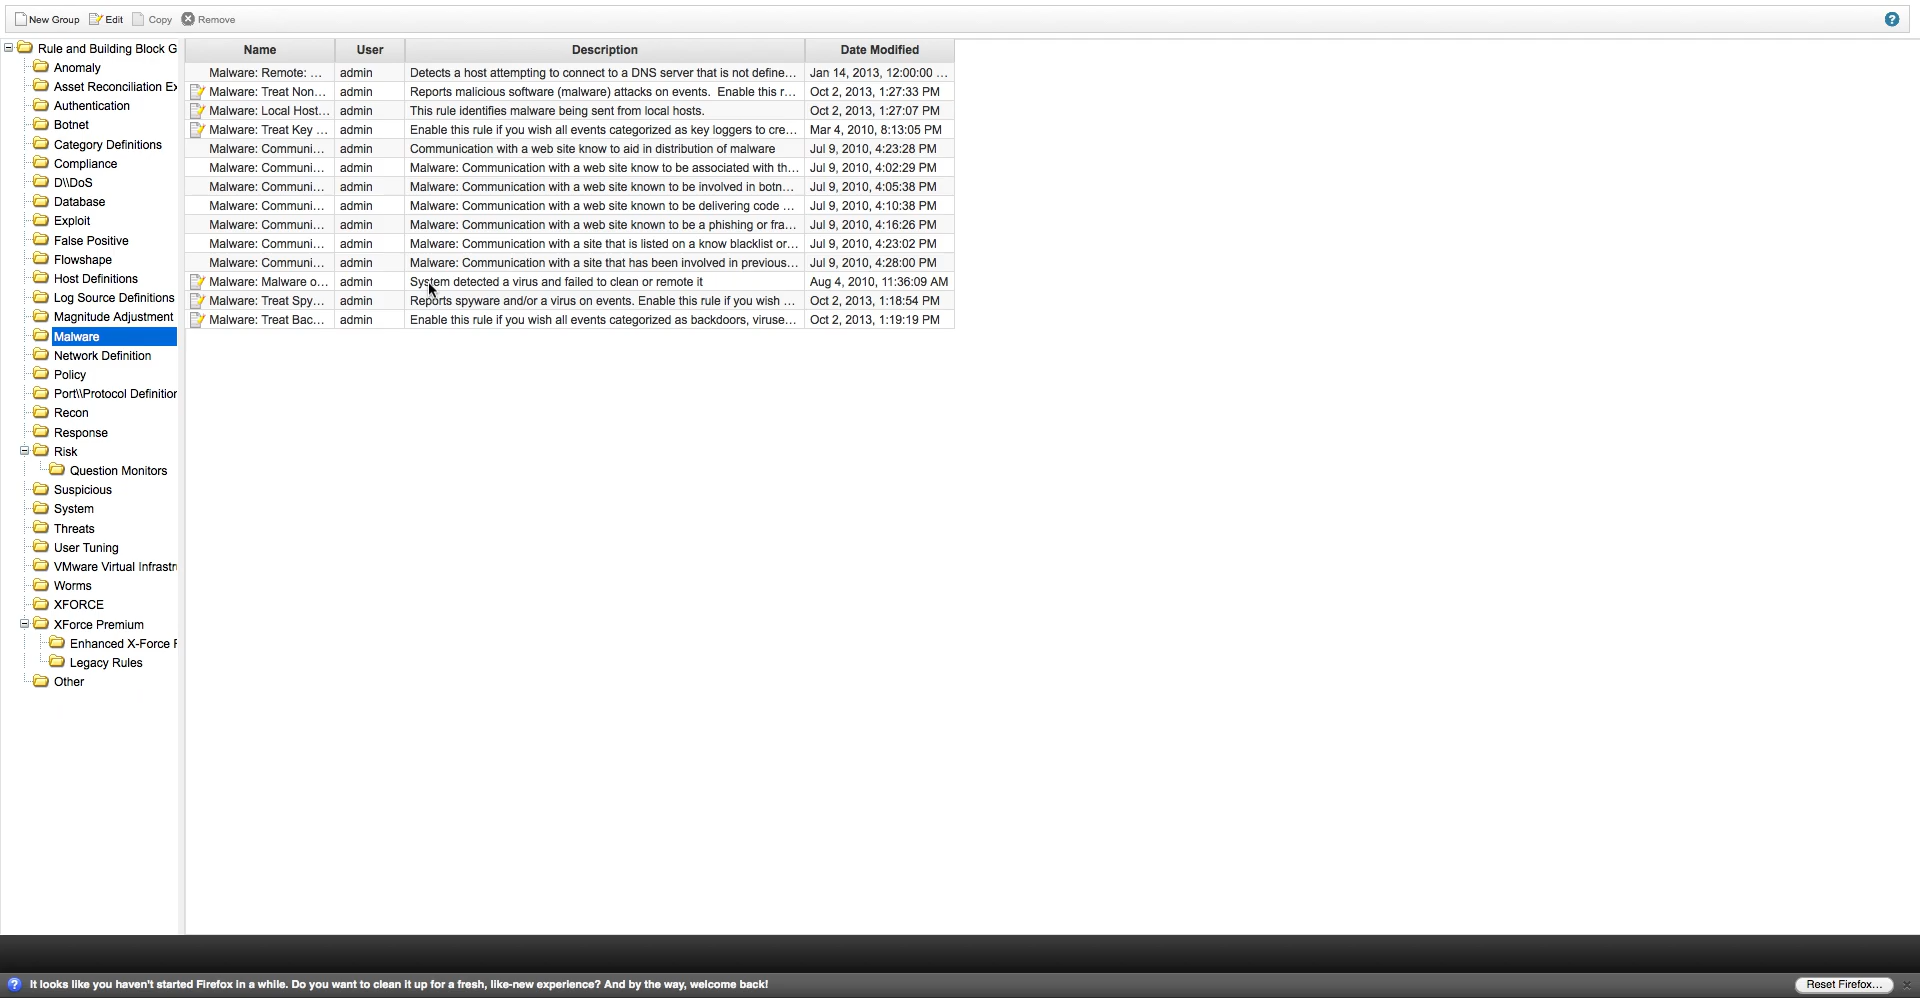 New Group Edit Copy Remove
Rule and Building Block G
Anomaly
Asset Reconciliation Ex
Authentication
Botnet
Category Definitions
Compliance
D\\DoS
Database
Exploit
False Positive
Flowshape
Host Definitions
Log Source Definitions
Magnitude Adjustment
Malware
Network Definition
Policy
Port\\Protocol Definition
Recon
Response
Risk
Question Monitors
Suspicious
System
Threats
User Tuning
VMware Virtual Infrastru
Worms
XFORCE
XForce Premium
Enhanced X-Force F
Legacy Rules
Other
Name User Description Date Modified
Malware: Remote: ... admin Detects a host attempting to connect to a DNS server that is not define... Jan 14, 2013, 12:00:00 ...
Malware: Treat Non... admin Reports malicious software (malware) attacks on events. Enable this r... Oct 2, 2013, 1:27:33 PM
Malware: Local Host... admin This rule identifies malware being sent from local hosts. Oct 2, 2013, 1:27:07 PM
Malware: Treat Key ... admin Enable this rule if you wish all events categorized as key loggers to cre... Mar 4, 2010, 8:13:05 PM
Malware: Communi... admin Communication with a web site know to aid in distribution of malware Jul 9, 2010, 4:23:28 PM
Malware: Communi... admin Malware: Communication with a web site know to be associated with th... Jul 9, 2010, 4:02:29 PM
Malware: Communi... admin Malware: Communication with a web site known to be involved in botn... Jul 9, 2010, 4:05:38 PM
Malware: Communi... admin Malware: Communication with a web site known to be delivering code ... Jul 9, 2010, 4:10:38 PM
Malware: Communi... admin Malware: Communication with a web site known to be a phishing or fra... Jul 9, 2010, 4:16:26 PM
Malware: Communi... admin Malware: Communication with a site that is listed on a know blacklist or... Jul 9, 2010, 4:23:02 PM
Malware: Communi... admin Malware: Communication with a site that has been involved in previous... Jul 9, 2010, 4:28:00 PM
Malware: Malware o... admin System detected a virus and failed to clean or remote it Aug 4, 2010, 11:36:09 AM
Malware: Treat Spy... admin Reports spyware and/or a virus on events. Enable this rule if you wish ... Oct 2, 2013, 1:18:54 PM
Malware: Treat Bac... admin Enable this rule if you wish all events categorized as backdoors, viruse... Oct 2, 2013, 1:19:19 PM
It looks like you haven't started Firefox in a while. Do you want to clean it up for a fresh, like-new experience? And by the way, welcome back! Reset Firefox...